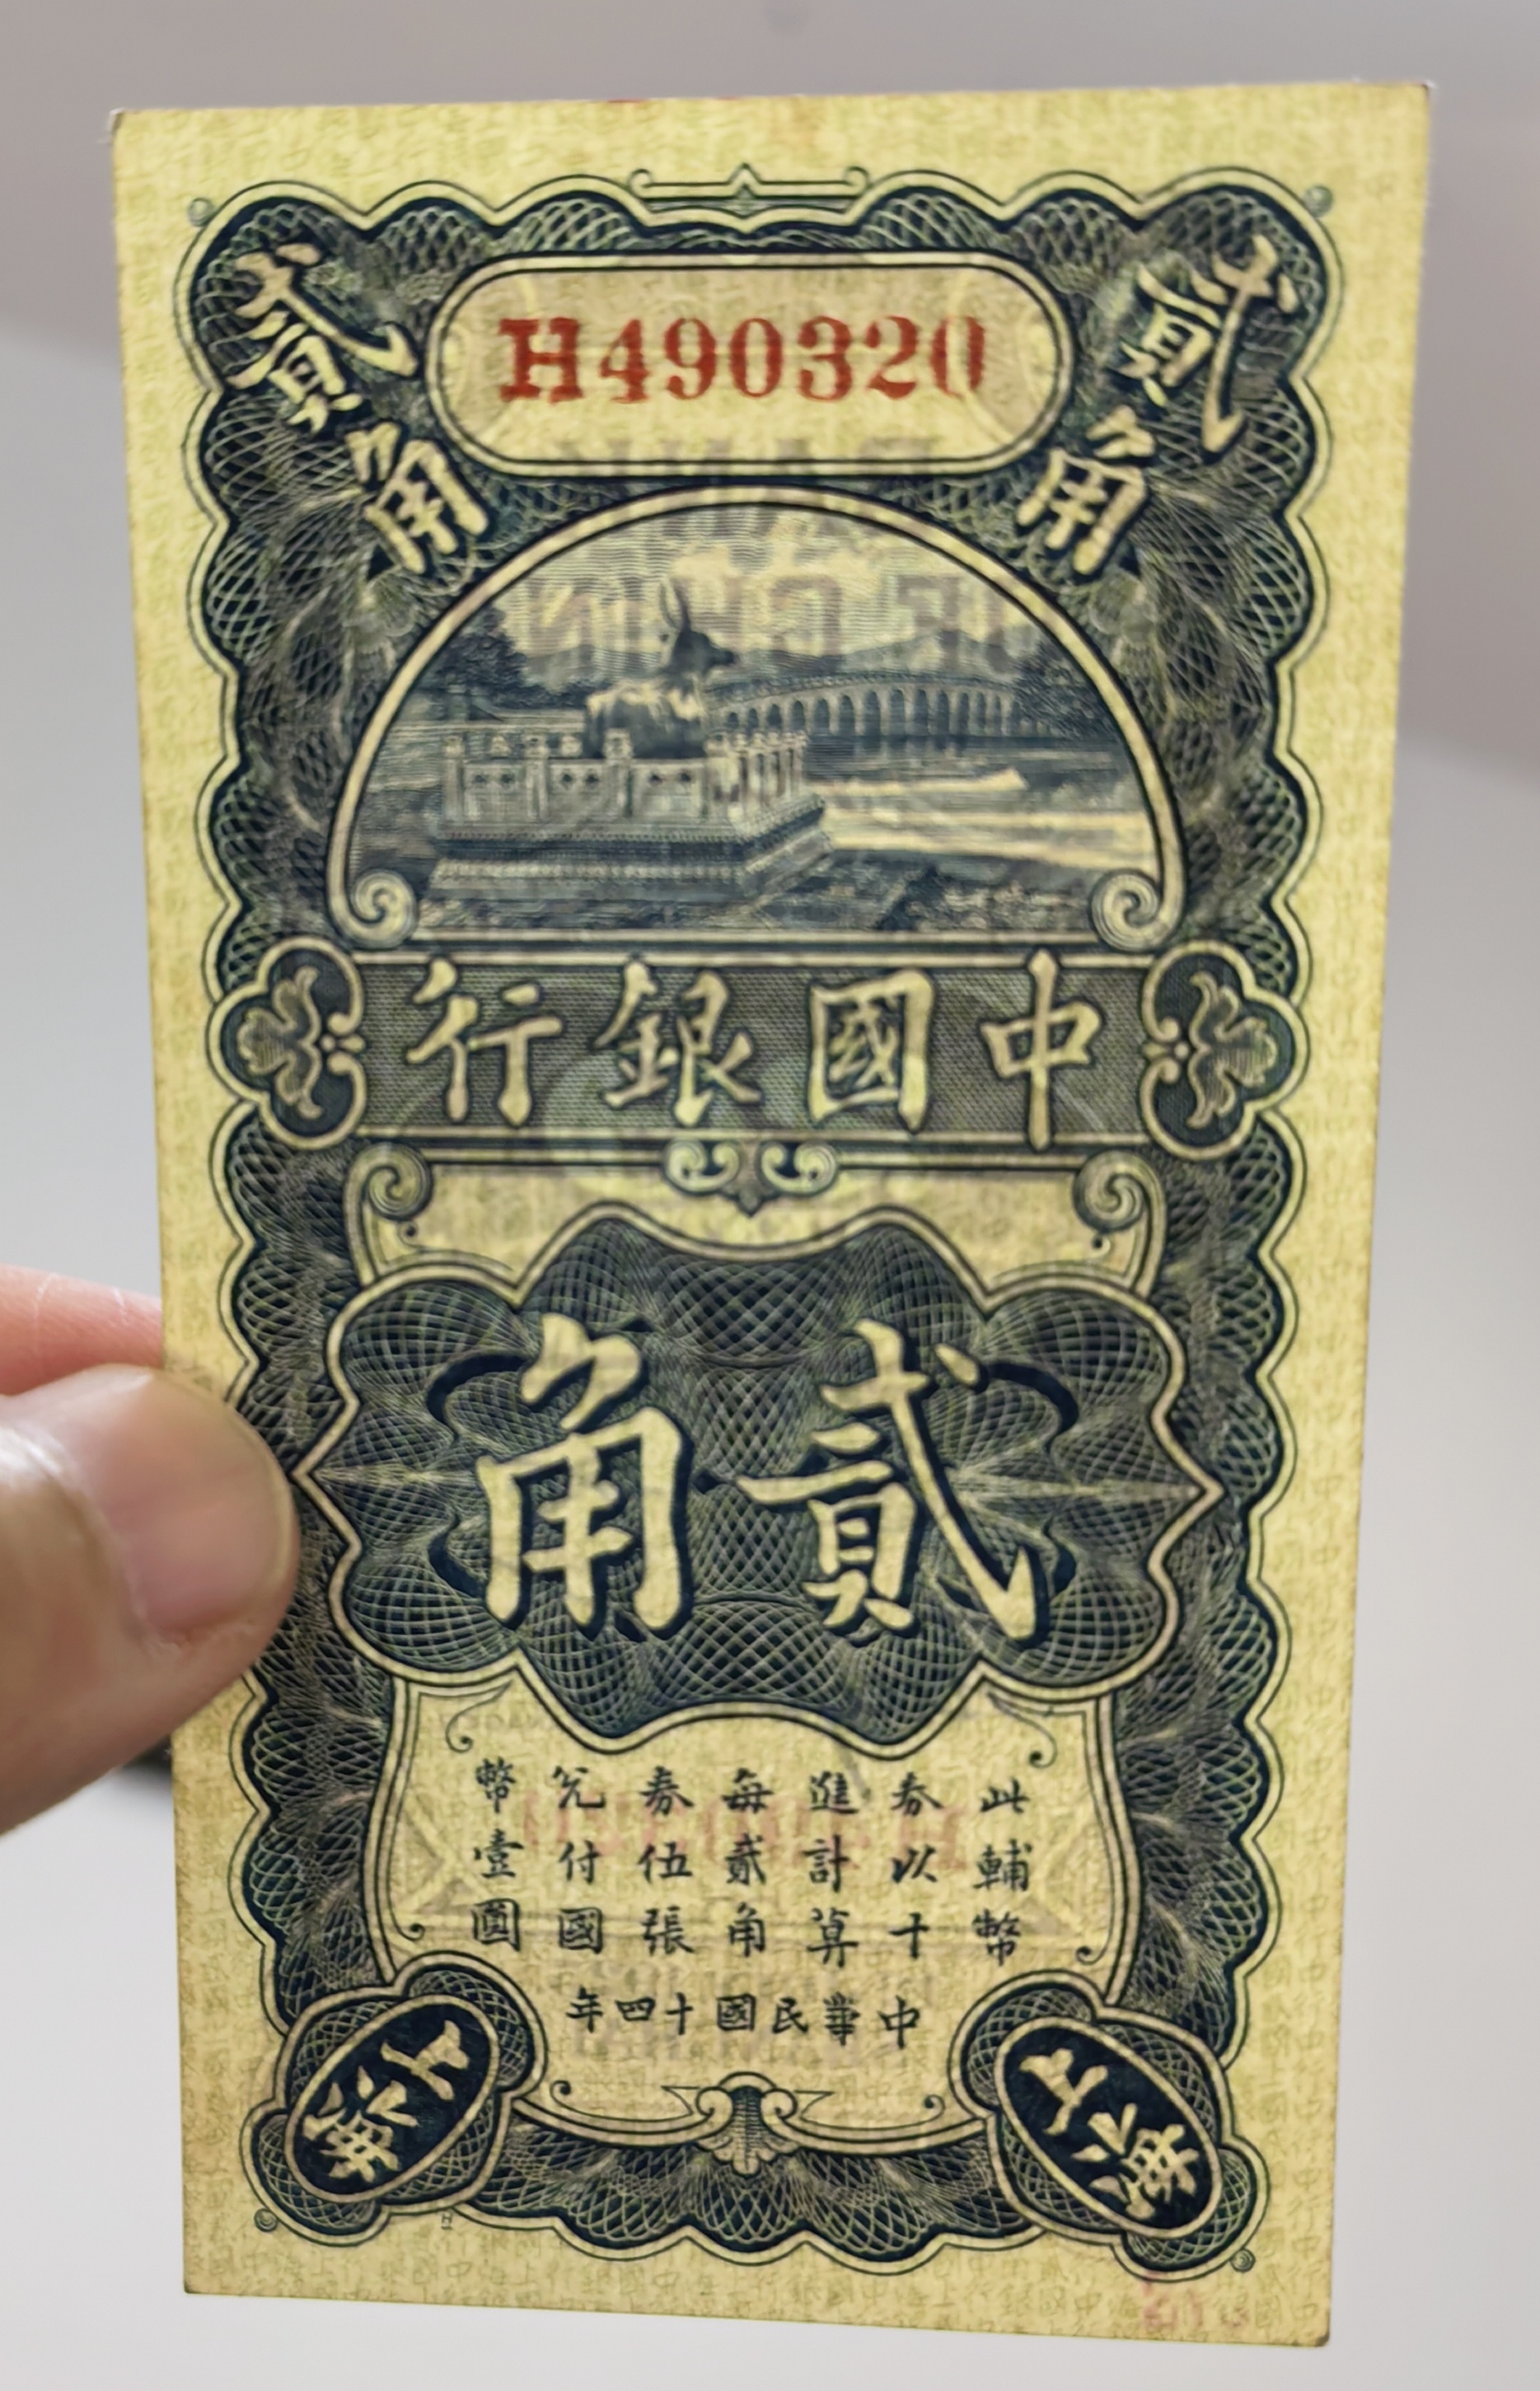 貳角
貳角
H490320
中國銀行
貳角
此輔幣
券以十
進計算
每貳角
券伍張
兌付國
幣壹圓
中華民國十四年
上海
上海